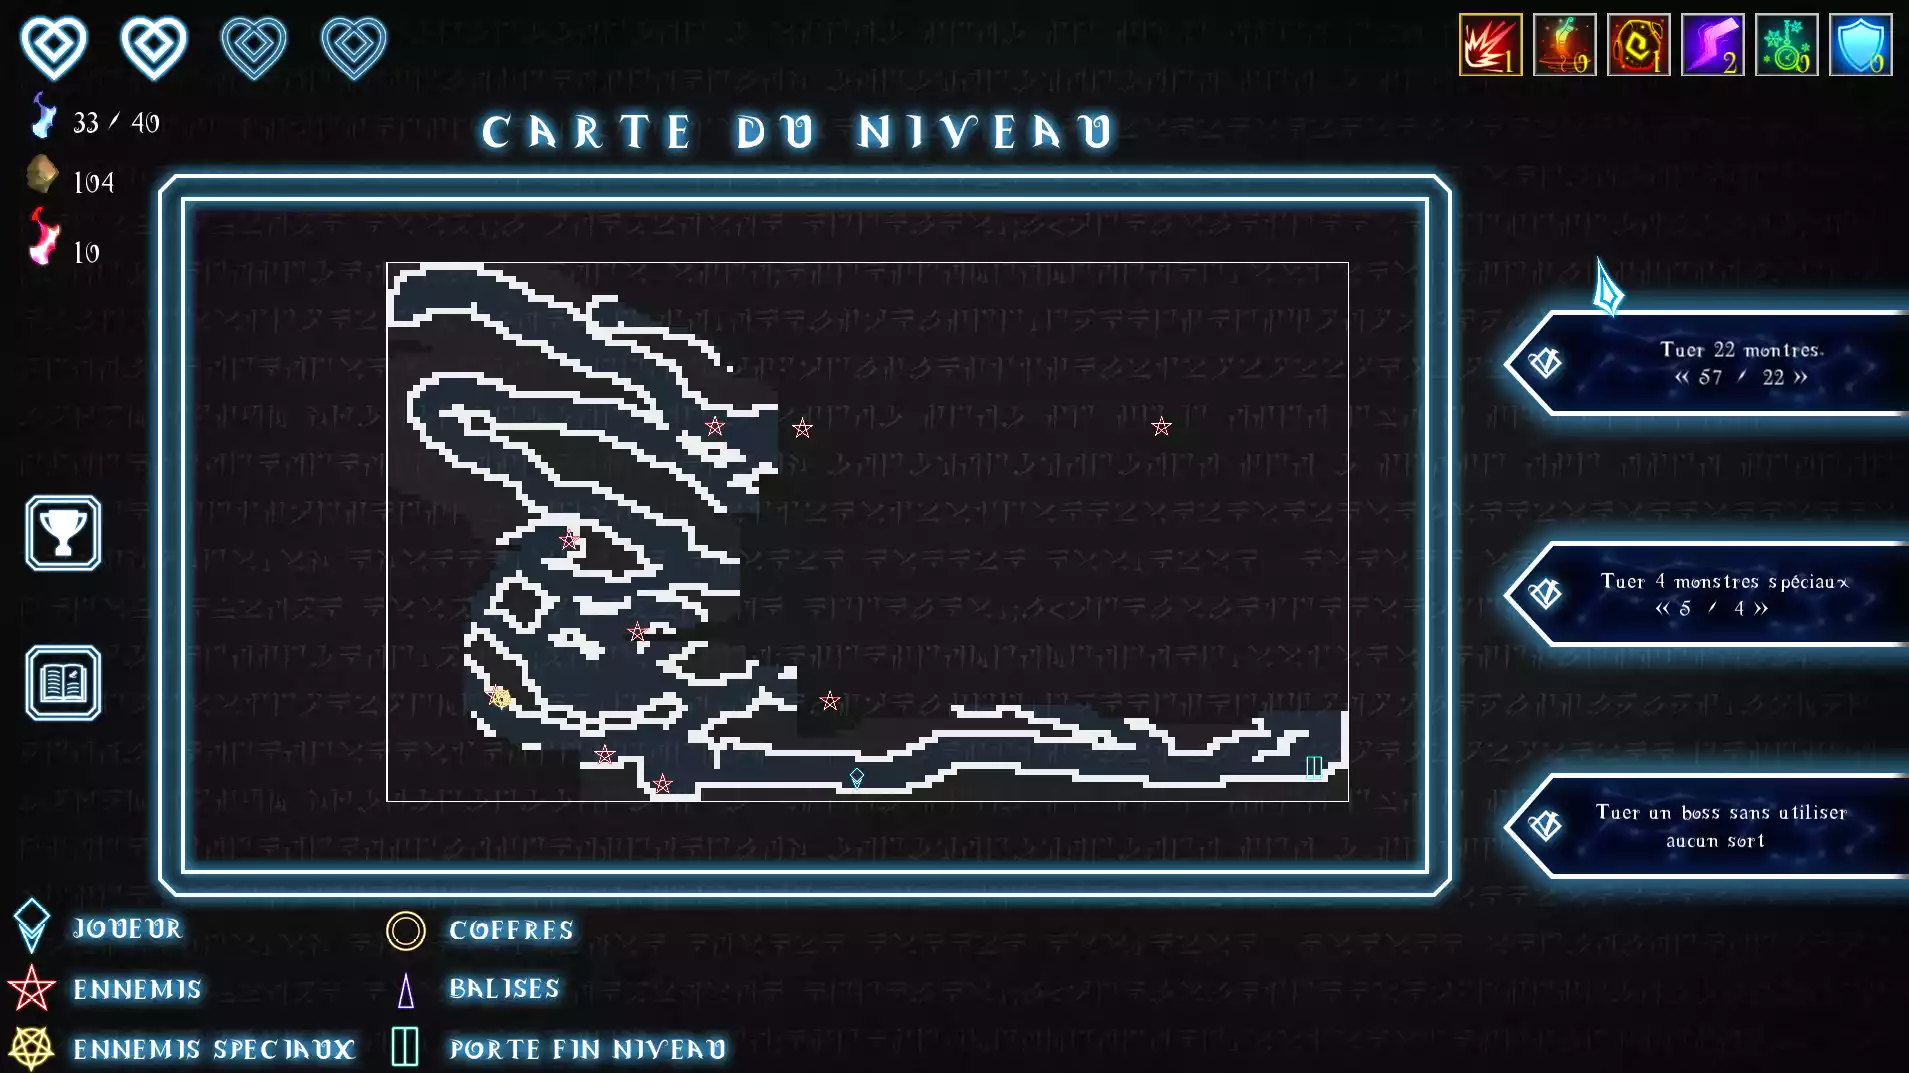 1
0
1
2
0
0
33 / 40
104
10
CARTE DU NIVEAU
Tuer 22 montres.
« 57 / 22 »
Tuer 4 monstres spéciaux
« 5 / 4 »
Tuer un boss sans utiliser
aucun sort
JOUEUR
COFFRES
ENNEMIS
BALISES
ENNEMIS SPECIAUX
PORTE FIN NIVEAU